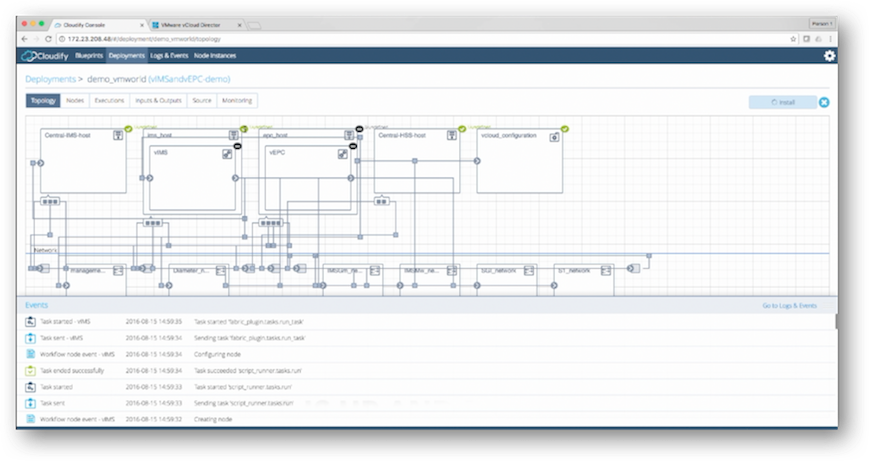 Cloudify Console
VMware vCloud Director
Person 1
172.23.208.48/#/deployment/demo_vmworld/topology
Cloudify Blueprints Deployments Logs & Events Node Instances
Deployments > demo_vmworld (vIMSandvEPC-demo)
Topology Nodes Executions Inputs & Outputs Source Monitoring
Install
Central-IMS-host epc_host Central-HSS-host vcloud_configuration
vIMS vEPC
Network
manageme... Diameter_n... SGi_network S1_network
Events Go to Logs & Events
Task started - vIMS 2016-08-15 14:59:35 Task started 'fabric_plugin.tasks.run_task'
Task sent - vIMS 2016-08-15 14:59:34 Sending task 'fabric_plugin.tasks.run_task'
Workflow node event - vIMS 2016-08-15 14:59:34 Configuring node
Task ended successfully 2016-08-15 14:59:34 Task succeeded 'script_runner.tasks.run'
Task started 2016-08-15 14:59:33 Task started 'script_runner.tasks.run'
Task sent 2016-08-15 14:59:33 Sending task 'script_runner.tasks.run'
Workflow node event - vIMS 2016-08-15 14:59:32 Creating node